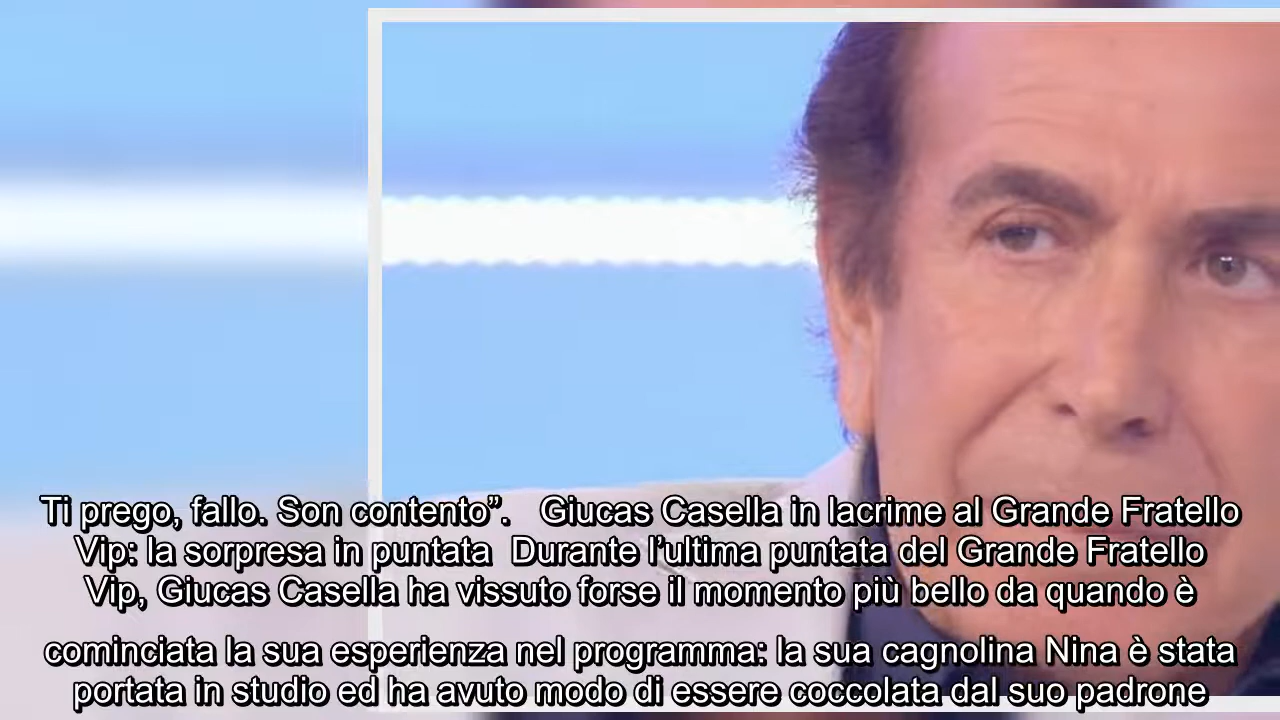 Ti prego, fallo. Son contento”.   Giucas Casella in lacrime al Grande Fratello
Vip: la sorpresa in puntata  Durante l’ultima puntata del Grande Fratello
Vip, Giucas Casella ha vissuto forse il momento più bello da quando è
cominciata la sua esperienza nel programma: la sua cagnolina Nina è stata
portata in studio ed ha avuto modo di essere coccolata dal suo padrone